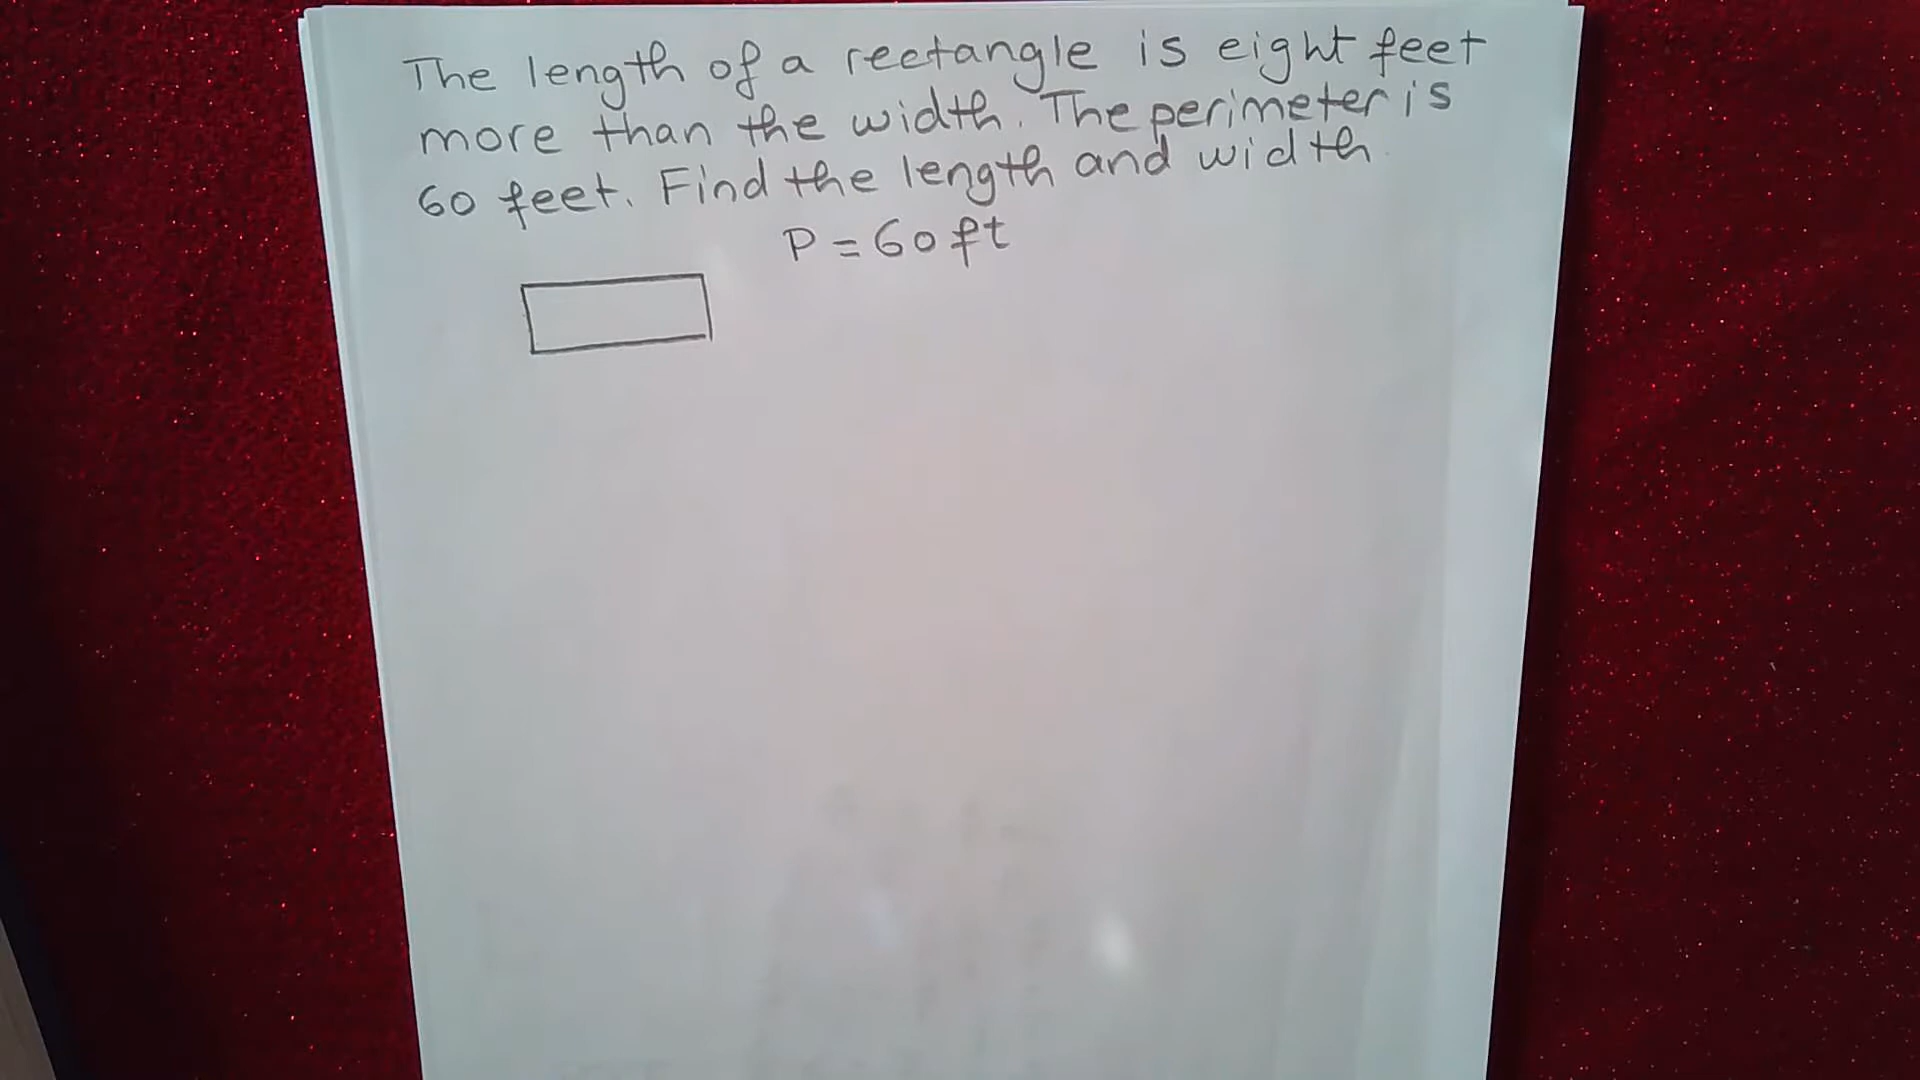 The length of a rectangle is eight feet
more than the width. The perimeter is
60 feet. Find the length and width.
P = 60 ft